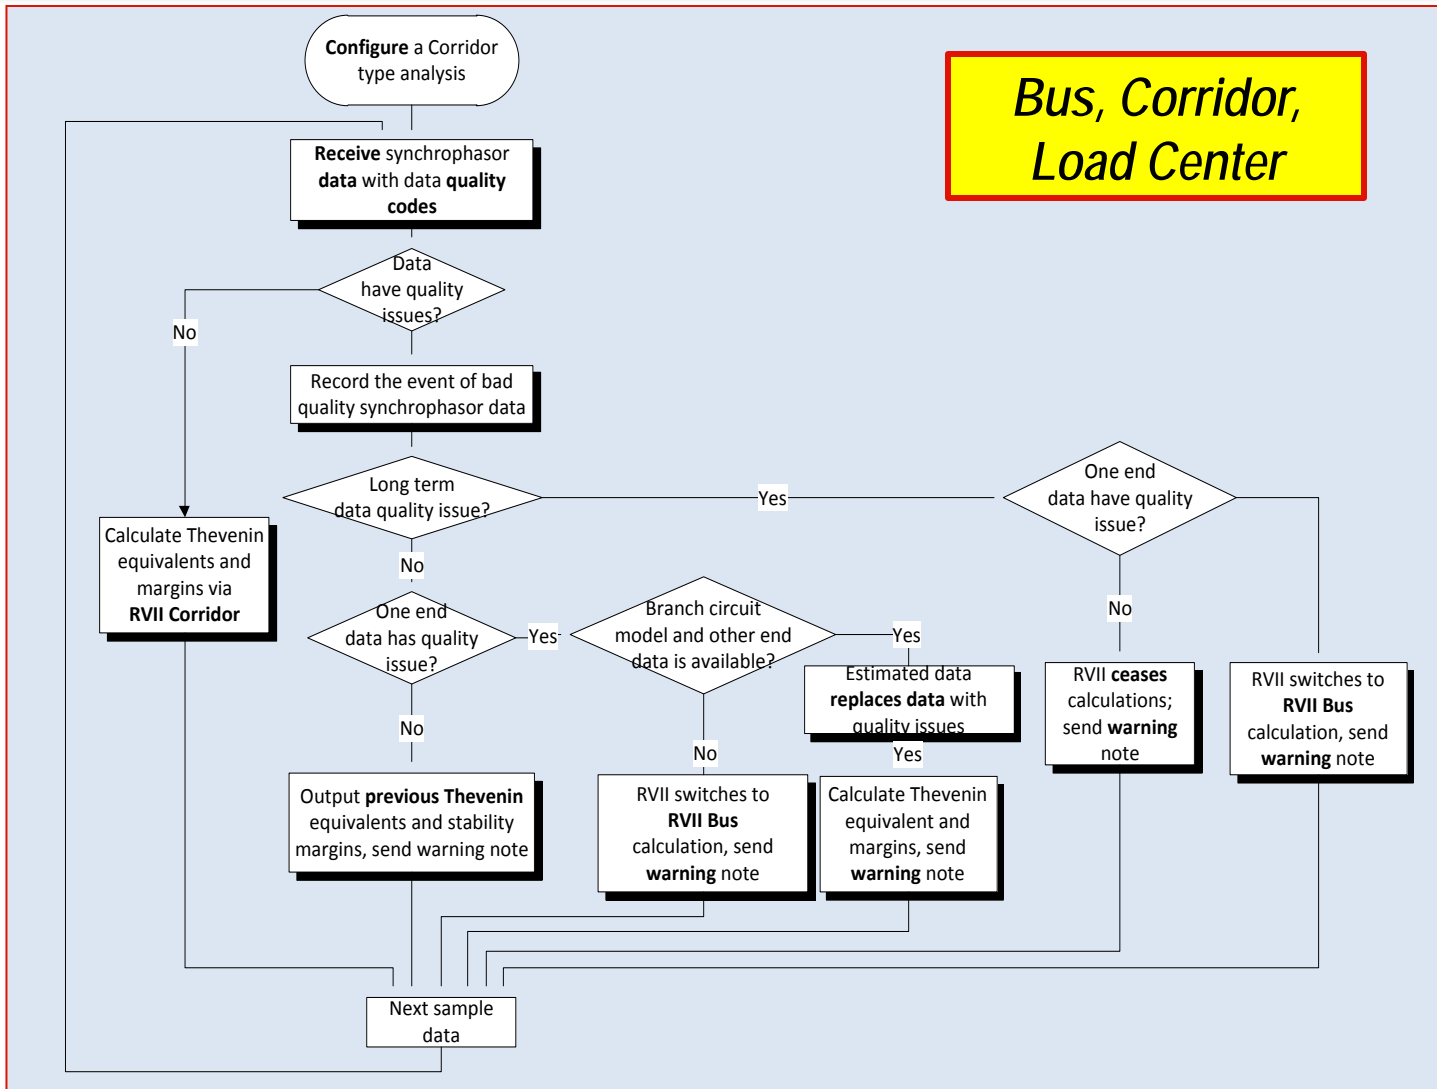 Configure a Corridor
type analysis
Bus, Corridor,
Load Center
Receive synchrophasor
data with data quality
codes
Data
have quality
issues?
No
Record the event of bad
quality synchrophasor data
Long term
data quality issue?
Yes
One end
data have quality
issue?
Calculate Thevenin
equivalents and
margins via
RVII Corridor
No
One end
data has quality
issue?
Yes
Branch circuit
model and other end
data is available?
Yes
No
Estimated data
replaces data with
quality issues
RVII ceases
calculations;
send warning
note
RVII switches to
RVII Bus
calculation, send
warning note
No
No
Yes
Output previous Thevenin
equivalents and stability
margins, send warning note
RVII switches to
RVII Bus
calculation, send
warning note
Calculate Thevenin
equivalent and
margins, send
warning note
Next sample
data